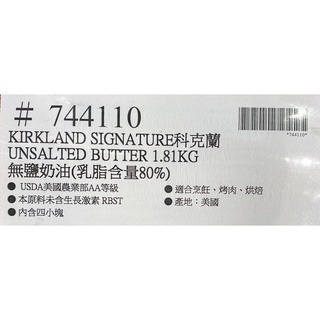 # 744110
*744110*
KIRKLAND SIGNATURE科克蘭
UNSALTED BUTTER 1.81KG
無鹽奶油(乳脂含量80%)
● USDA美國農業部AA等級
● 本原料未含生長激素 RBST
● 內含四小塊
● 適合烹飪、烤肉、烘焙
● 產地：美國